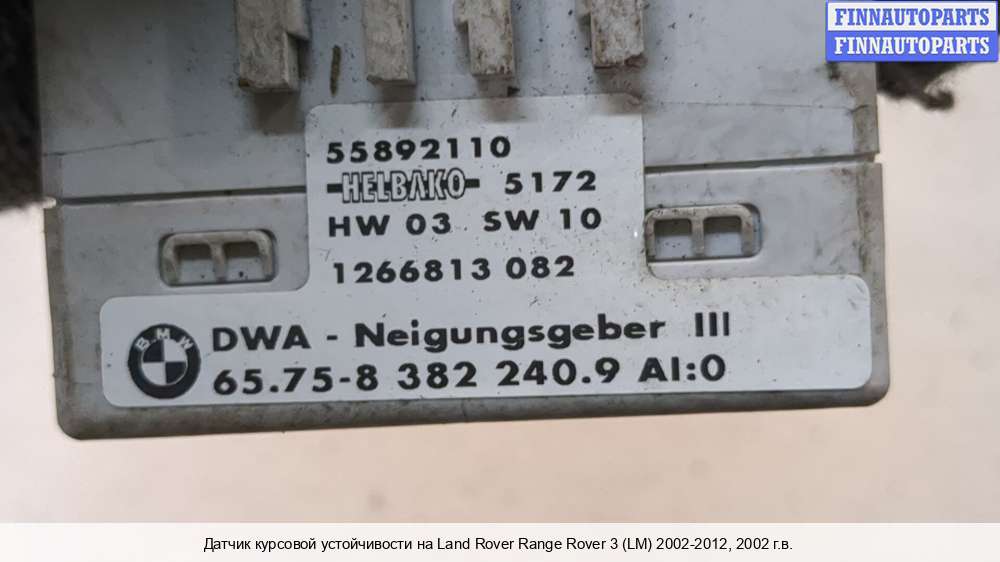 FINNAUTOPARTS
FINNAUTOPARTS
55892110
HELBAKO 5172
HW 03 SW 10
1266813 082
BMW
DWA - Neigungsgeber III
65.75-8 382 240.9 AI:0
Датчик курсовой устойчивости на Land Rover Range Rover 3 (LM) 2002-2012, 2002 г.в.